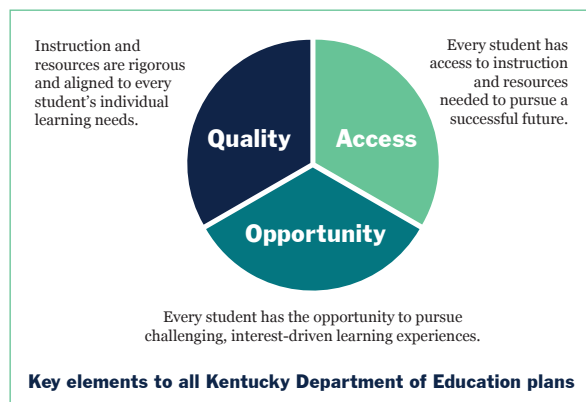 Instruction and
resources are rigorous
and aligned to every
student’s individual
learning needs.
Every student has
access to instruction
and resources
needed to pursue a
successful future.
Quality
Access
Opportunity
Every student has the opportunity to pursue
challenging, interest-driven learning experiences.
Key elements to all Kentucky Department of Education plans